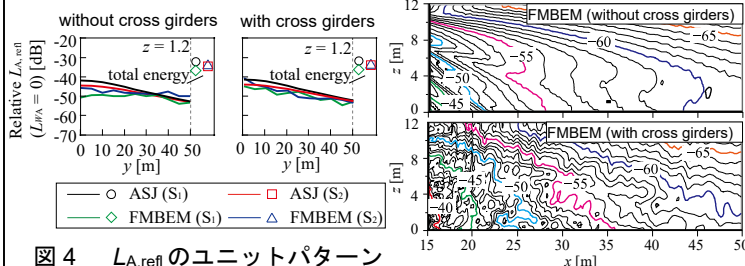 without cross girders
with cross girders
Relative L_A,refl
(L_WA = 0) [dB]
-20
-30
-40
-50
-60
-70
z = 1.2
total energy
0 10 20 30 40 50
y [m]
z = 1.2
total energy
0 10 20 30 40 50
y [m]
ASJ (S1)
ASJ (S2)
FMBEM (S1)
FMBEM (S2)
図 4 L_A,refl のユニットパターン
FMBEM (without cross girders)
z [m]
12
8
4
0
−65
−60
−55
−50
−45
FMBEM (with cross girders)
z [m]
12
8
4
0
−65
−60
−55
−50
−45
−40
15 20 25 30 35 40 45 50
x [m]